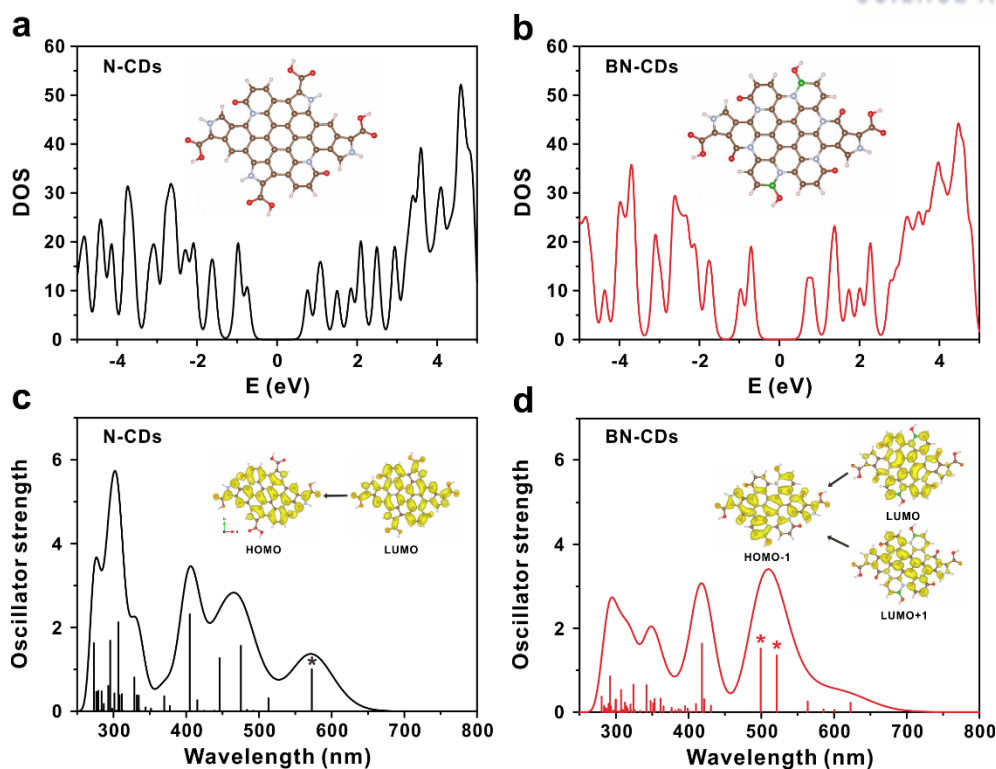 a
b
60
50
40
30
20
10
0
DOS
N-CDs
-4
-2
0
2
4
E (eV)
60
50
40
30
20
10
0
DOS
BN-CDs
-4
-2
0
2
4
E (eV)
c
d
6
4
2
0
Oscillator strength
N-CDs
HOMO
LUMO
*
300
400
500
600
700
800
Wavelength (nm)
6
4
2
0
Oscillator strength
BN-CDs
HOMO-1
LUMO
LUMO+1
* *
300
400
500
600
700
800
Wavelength (nm)